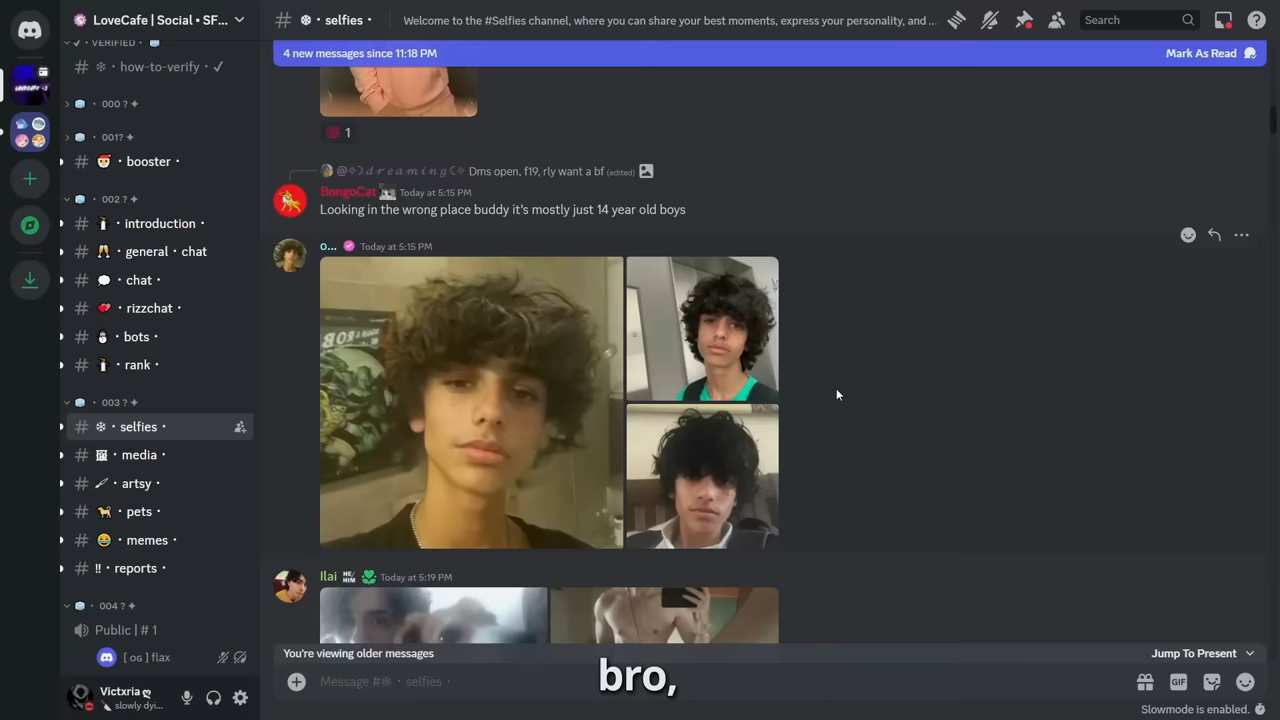 LoveCafe | Social • SF...
❄ · selfies ·
Welcome to the #Selfies channel, where you can share your best moments, express your personality, and ...
Search
VERIFIED
❄ · how-to-verify · ✓
4 new messages since 11:18 PM
Mark As Read
000 ? ✦
001? ✦
booster ·
1
Dms open, f19, rly want a bf (edited)
BongoCat
Today at 5:15 PM
Looking in the wrong place buddy it's mostly just 14 year old boys
002 ? ✦
introduction ·
general · chat
chat ·
rizzchat ·
bots ·
rank ·
o...
Today at 5:15 PM
003 ? ✦
❄ · selfies ·
media ·
artsy ·
pets ·
memes ·
‼ · reports ·
Ilai
HE/HIM
Today at 5:19 PM
004 ? ✦
Public | # 1
[ OG ] flax
You're viewing older messages
Jump To Present
bro,
Message #❄ · selfies ·
GIF
Victxria ღ
slowly dyi...
Slowmode is enabled.